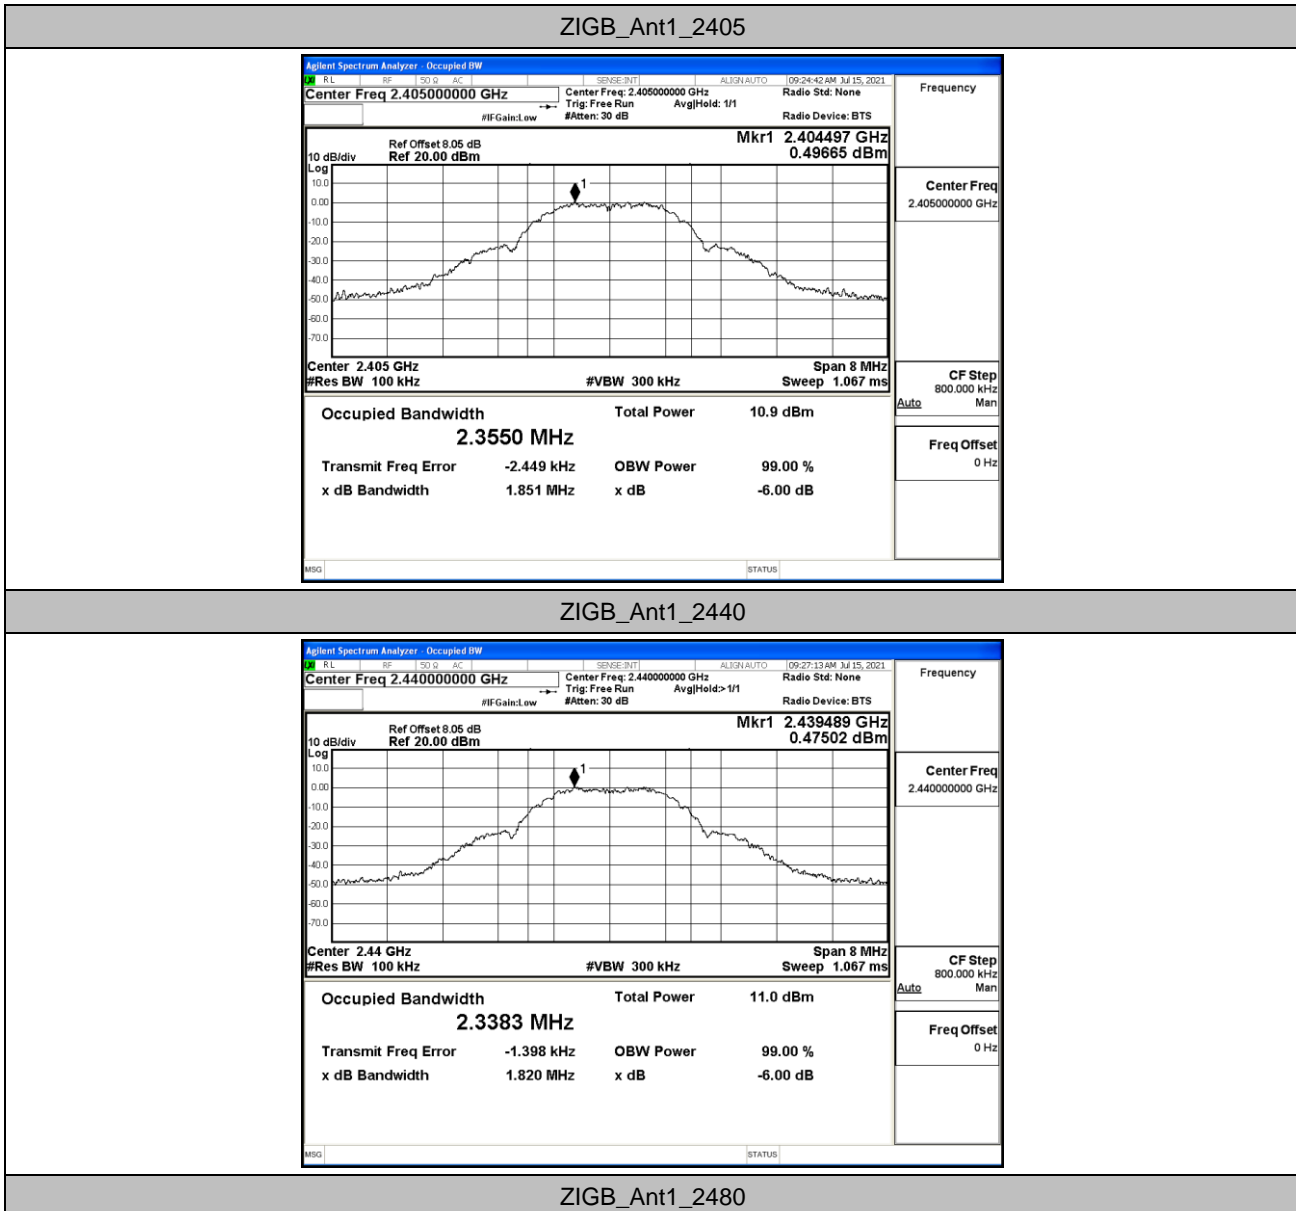 ZIGB_Ant1_2405
Agilent Spectrum Analyzer - Occupied BW
RL RF 50 Ω AC SENSE:INT ALIGN AUTO 09:24:42 AM Jul 15, 2021
Center Freq 2.405000000 GHz Center Freq: 2.405000000 GHz Radio Std: None
Trig: Free Run Avg|Hold: 1/1
#IFGain:Low #Atten: 30 dB Radio Device: BTS
Frequency
Mkr1 2.404497 GHz
0.49665 dBm
Ref Offset 8.05 dB
10 dB/div Ref 20.00 dBm
Log
10.0
0.00
-10.0
-20.0
-30.0
-40.0
-50.0
-60.0
-70.0
1
Center 2.405 GHz Span 8 MHz
#Res BW 100 kHz #VBW 300 kHz Sweep 1.067 ms
Center Freq
2.405000000 GHz
CF Step
800.000 kHz
Auto Man
Freq Offset
0 Hz
Occupied Bandwidth Total Power 10.9 dBm
2.3550 MHz
Transmit Freq Error -2.449 kHz OBW Power 99.00 %
x dB Bandwidth 1.851 MHz x dB -6.00 dB
MSG STATUS
ZIGB_Ant1_2440
Agilent Spectrum Analyzer - Occupied BW
RL RF 50 Ω AC SENSE:INT ALIGN AUTO 09:27:13 AM Jul 15, 2021
Center Freq 2.440000000 GHz Center Freq: 2.440000000 GHz Radio Std: None
Trig: Free Run Avg|Hold:>1/1
#IFGain:Low #Atten: 30 dB Radio Device: BTS
Frequency
Mkr1 2.439489 GHz
0.47502 dBm
Ref Offset 8.05 dB
10 dB/div Ref 20.00 dBm
Log
10.0
0.00
-10.0
-20.0
-30.0
-40.0
-50.0
-60.0
-70.0
1
Center 2.44 GHz Span 8 MHz
#Res BW 100 kHz #VBW 300 kHz Sweep 1.067 ms
Center Freq
2.440000000 GHz
CF Step
800.000 kHz
Auto Man
Freq Offset
0 Hz
Occupied Bandwidth Total Power 11.0 dBm
2.3383 MHz
Transmit Freq Error -1.398 kHz OBW Power 99.00 %
x dB Bandwidth 1.820 MHz x dB -6.00 dB
MSG STATUS
ZIGB_Ant1_2480